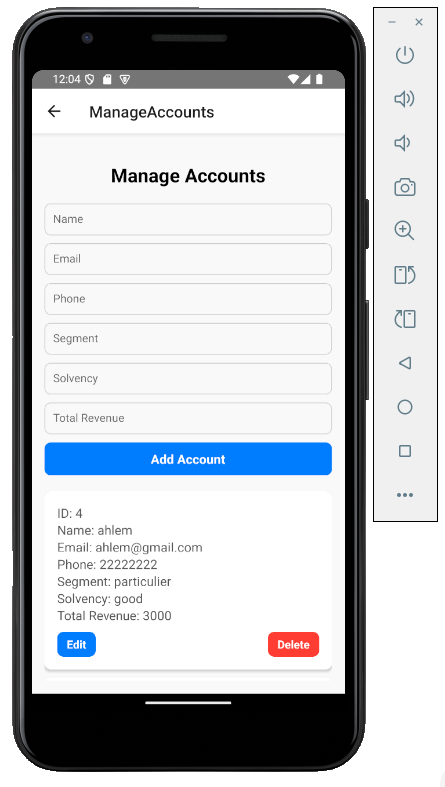 12:04
ManageAccounts
Manage Accounts
Name
Email
Phone
Segment
Solvency
Total Revenue
Add Account
ID: 4
Name: ahlem
Email: ahlem@gmail.com
Phone: 22222222
Segment: particulier
Solvency: good
Total Revenue: 3000
Edit Delete